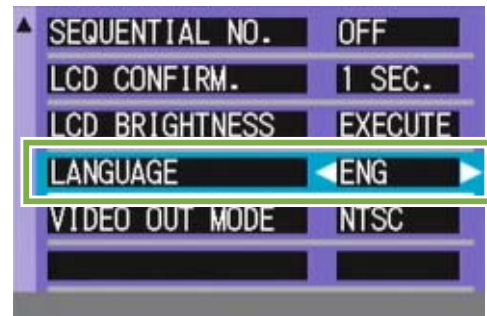 SEQUENTIAL NO. OFF
LCD CONFIRM. 1 SEC.
LCD BRIGHTNESS EXECUTE
LANGUAGE ENG
VIDEO OUT MODE NTSC